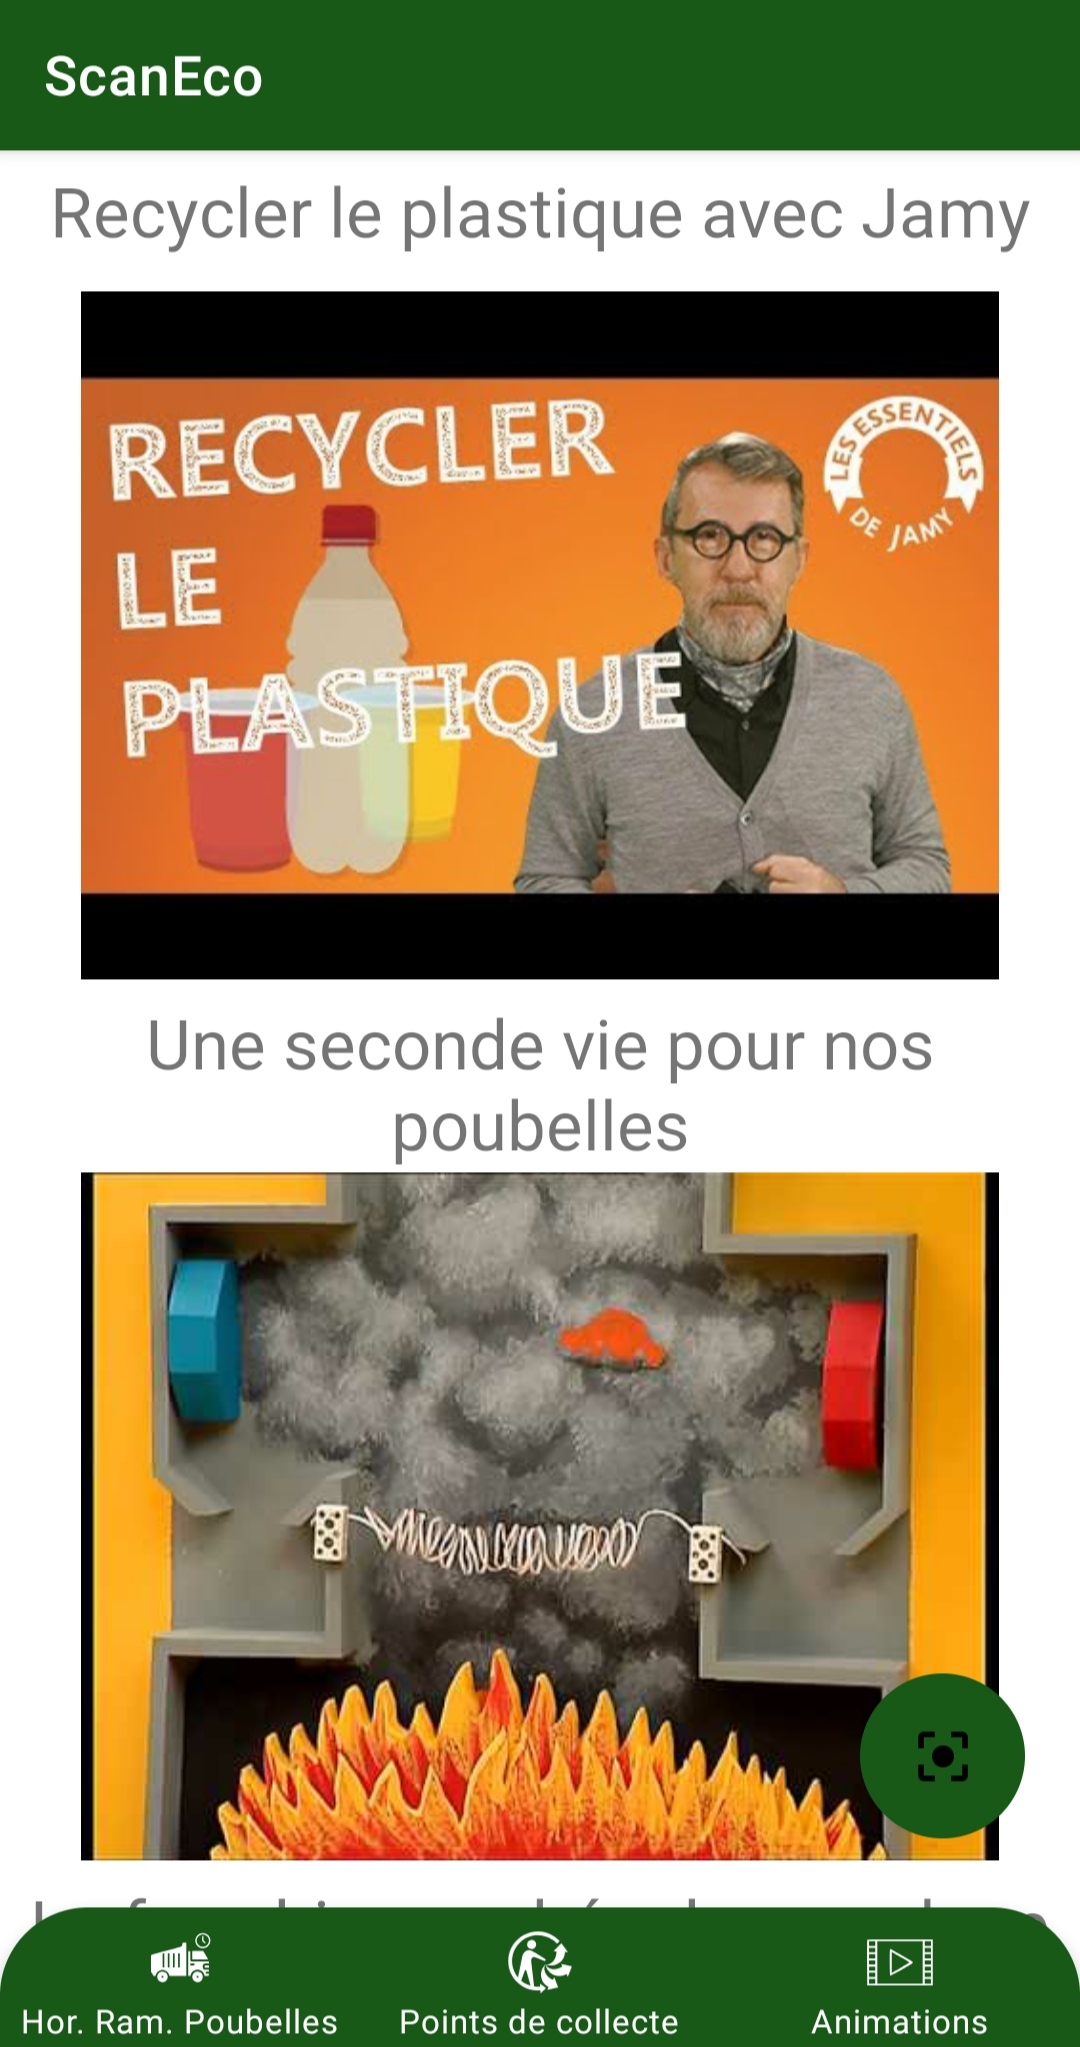 ScanEco
Recycler le plastique avec Jamy
RECYCLER
LE
PLASTIQUE
LES ESSENTIELS
DE JAMY
Une seconde vie pour nos
poubelles
Hor. Ram. Poubelles
Points de collecte
Animations